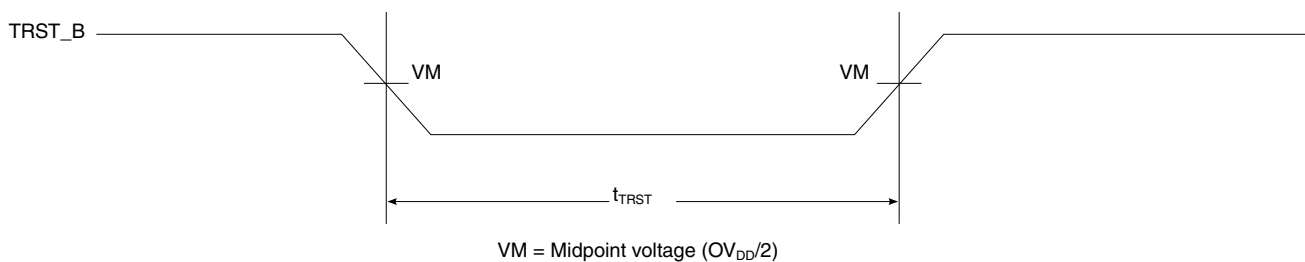 TRST_B
VM
VM
tTRST
VM = Midpoint voltage (OVDD/2)